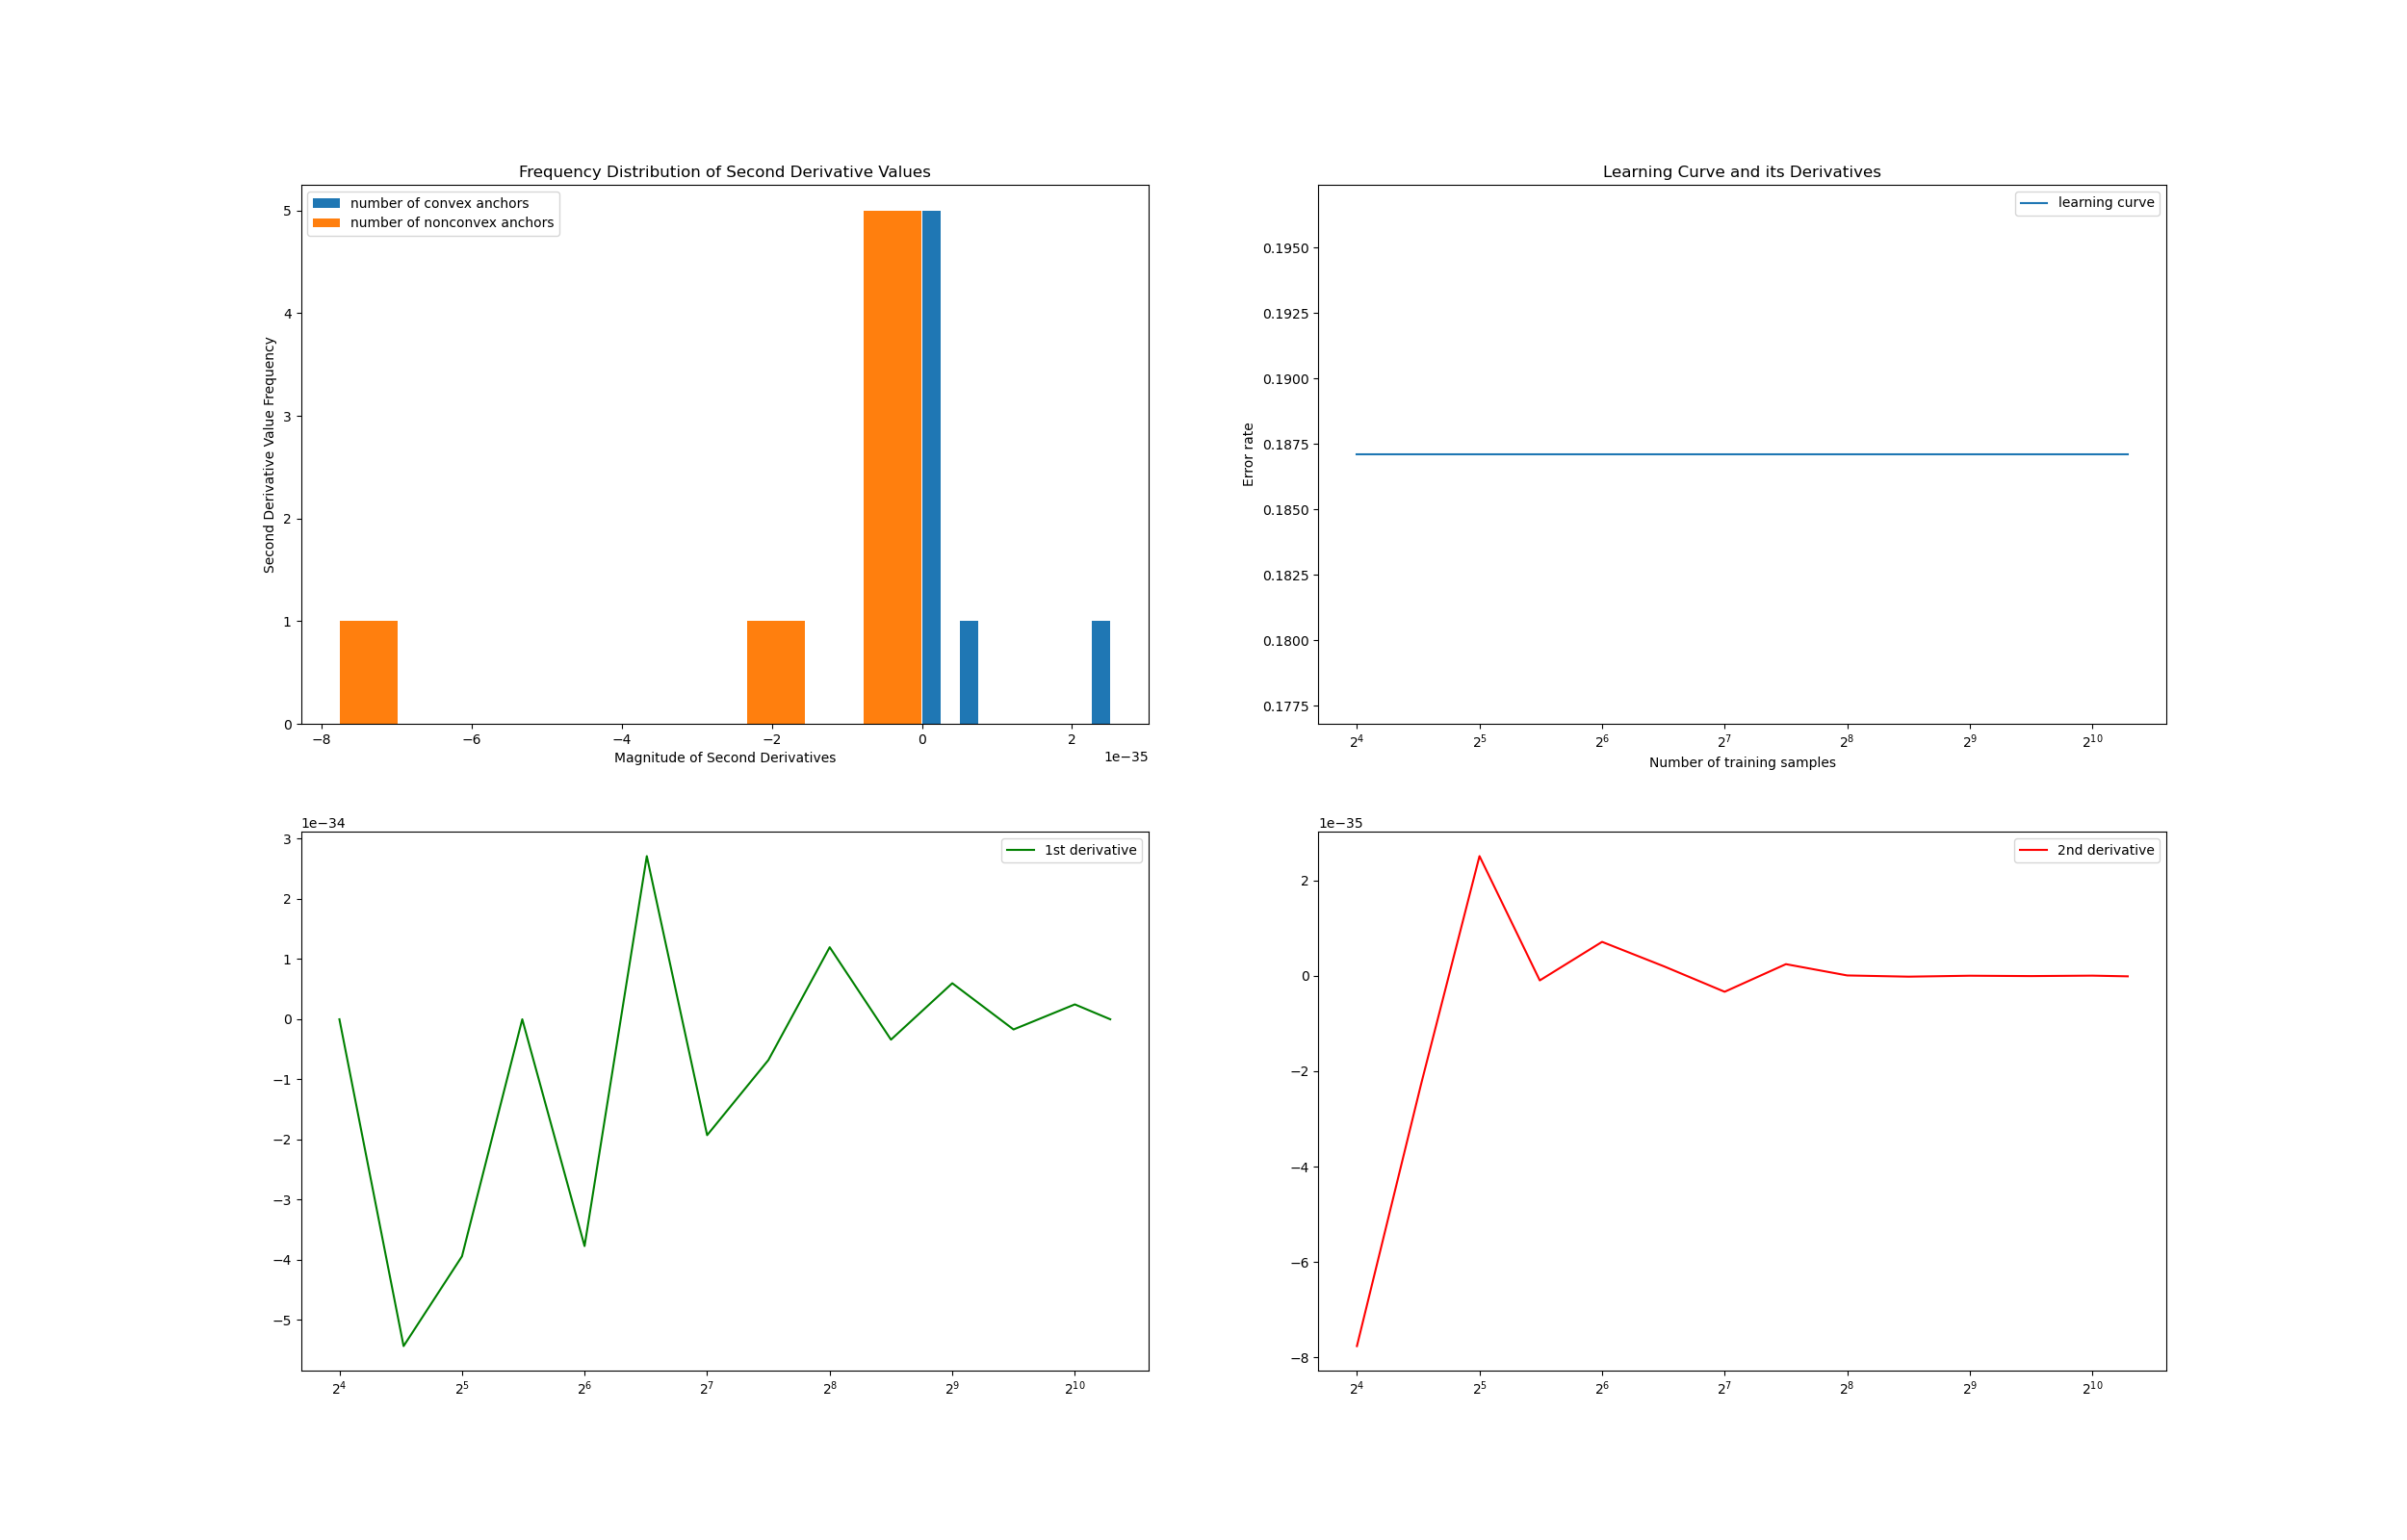 Frequency Distribution of Second Derivative Values
number of convex anchors
number of nonconvex anchors
5
4
3
2
1
0
Second Derivative Value Frequency
−8 −6 −4 −2 0 2
1e−35
Magnitude of Second Derivatives
Learning Curve and its Derivatives
learning curve
0.1950
0.1925
0.1900
0.1875
0.1850
0.1825
0.1800
0.1775
Error rate
2^4 2^5 2^6 2^7 2^8 2^9 2^10
Number of training samples
1e−34
1st derivative
3
2
1
0
−1
−2
−3
−4
−5
2^4 2^5 2^6 2^7 2^8 2^9 2^10
1e−35
2nd derivative
2
0
−2
−4
−6
−8
2^4 2^5 2^6 2^7 2^8 2^9 2^10